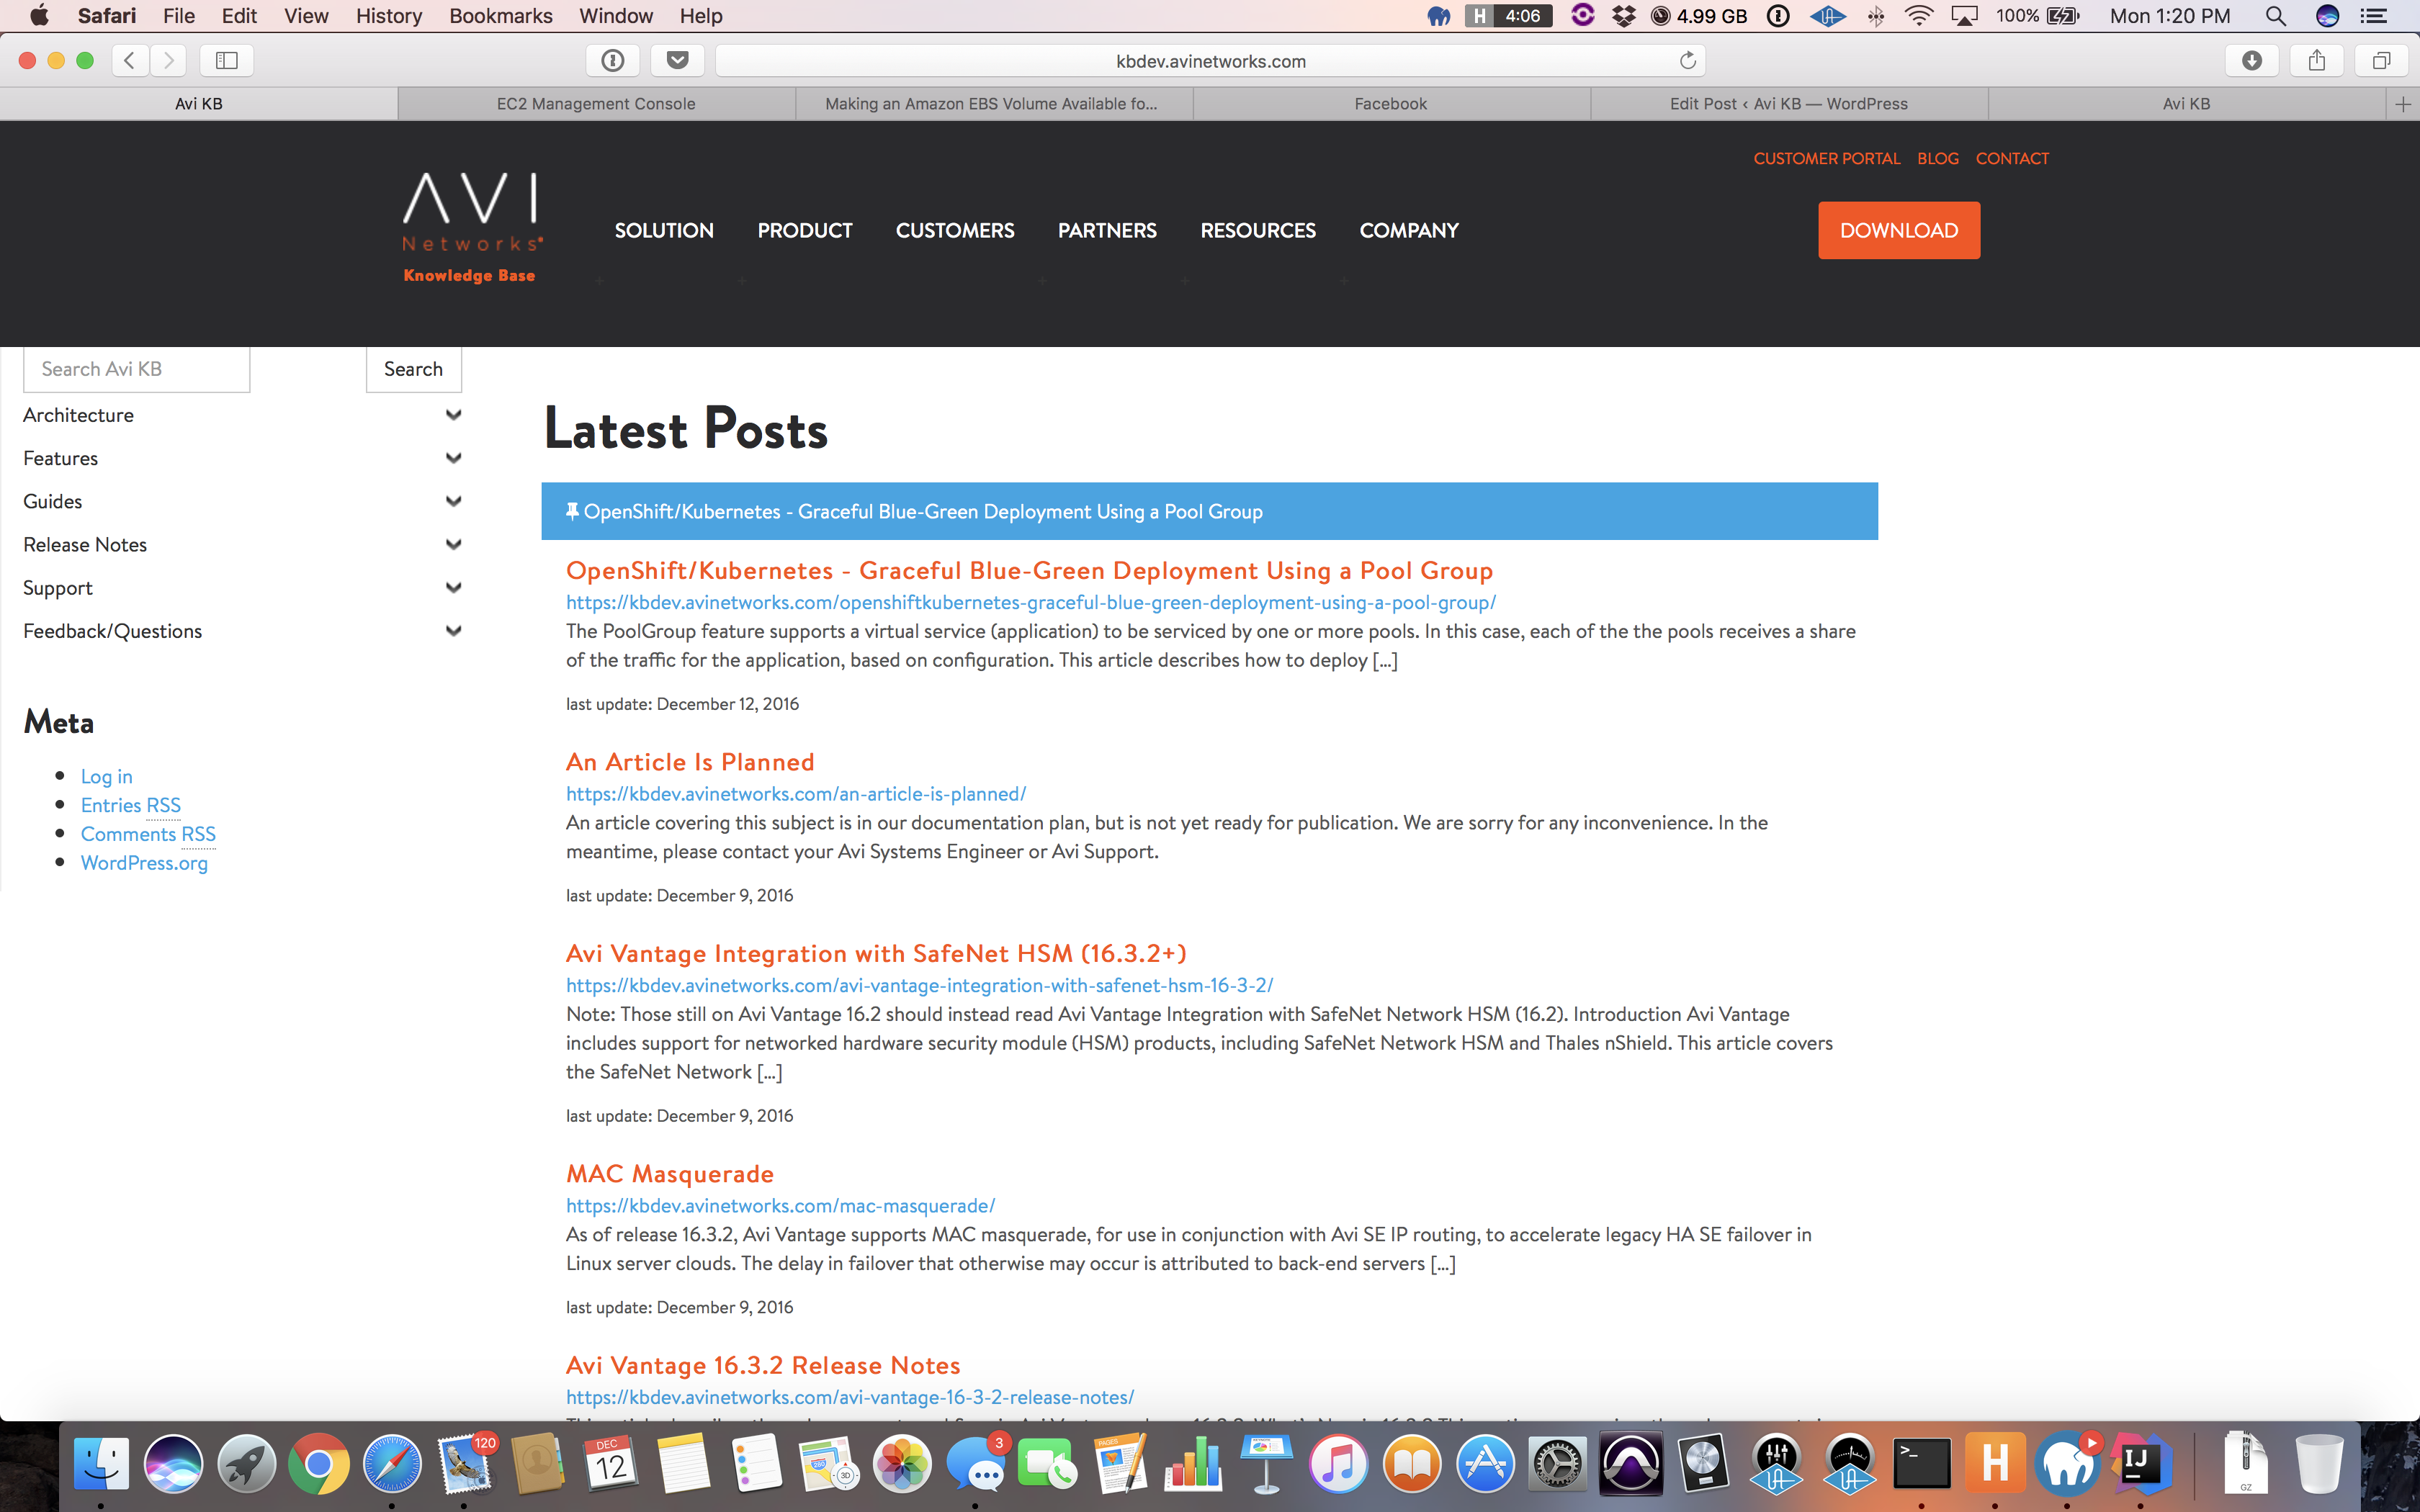 Safari File Edit View History Bookmarks Window Help H 4:06 4.99 GB 100% Mon 1:20 PM
kbdev.avinetworks.com
Avi KB EC2 Management Console Making an Amazon EBS Volume Available fo... Facebook Edit Post ‹ Avi KB — WordPress Avi KB
CUSTOMER PORTAL BLOG CONTACT
AVI
Networks
Knowledge Base
SOLUTION PRODUCT CUSTOMERS PARTNERS RESOURCES COMPANY
DOWNLOAD
Search Avi KB Search
Architecture
Features
Guides
Release Notes
Support
Feedback/Questions
Meta
Log in
Entries RSS
Comments RSS
WordPress.org
Latest Posts
OpenShift/Kubernetes - Graceful Blue-Green Deployment Using a Pool Group
OpenShift/Kubernetes - Graceful Blue-Green Deployment Using a Pool Group
https://kbdev.avinetworks.com/openshiftkubernetes-graceful-blue-green-deployment-using-a-pool-group/
The PoolGroup feature supports a virtual service (application) to be serviced by one or more pools. In this case, each of the the pools receives a share
of the traffic for the application, based on configuration. This article describes how to deploy [...]
last update: December 12, 2016
An Article Is Planned
https://kbdev.avinetworks.com/an-article-is-planned/
An article covering this subject is in our documentation plan, but is not yet ready for publication. We are sorry for any inconvenience. In the
meantime, please contact your Avi Systems Engineer or Avi Support.
last update: December 9, 2016
Avi Vantage Integration with SafeNet HSM (16.3.2+)
https://kbdev.avinetworks.com/avi-vantage-integration-with-safenet-hsm-16-3-2/
Note: Those still on Avi Vantage 16.2 should instead read Avi Vantage Integration with SafeNet Network HSM (16.2). Introduction Avi Vantage
includes support for networked hardware security module (HSM) products, including SafeNet Network HSM and Thales nShield. This article covers
the SafeNet Network [...]
last update: December 9, 2016
MAC Masquerade
https://kbdev.avinetworks.com/mac-masquerade/
As of release 16.3.2, Avi Vantage supports MAC masquerade, for use in conjunction with Avi SE IP routing, to accelerate legacy HA SE failover in
Linux server clouds. The delay in failover that otherwise may occur is attributed to back-end servers [...]
last update: December 9, 2016
Avi Vantage 16.3.2 Release Notes
https://kbdev.avinetworks.com/avi-vantage-16-3-2-release-notes/
120 DEC 12 3D 3 PAGES >_ H IJ GZ